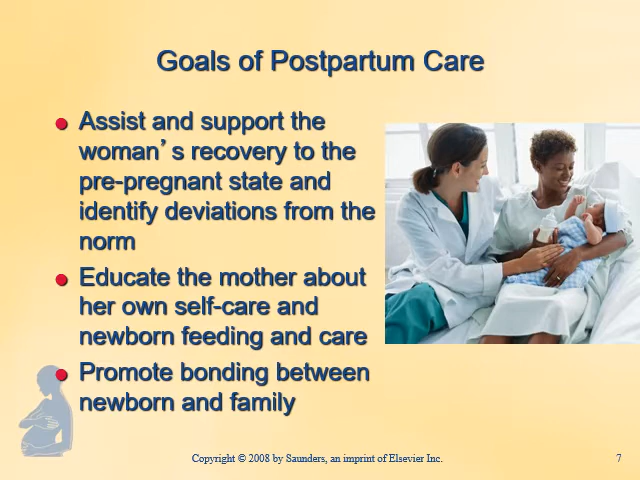 Goals of Postpartum Care
Assist and support the
woman’s recovery to the
pre-pregnant state and
identify deviations from the
norm
Educate the mother about
her own self-care and
newborn feeding and care
Promote bonding between
newborn and family
Copyright © 2008 by Saunders, an imprint of Elsevier Inc.
7